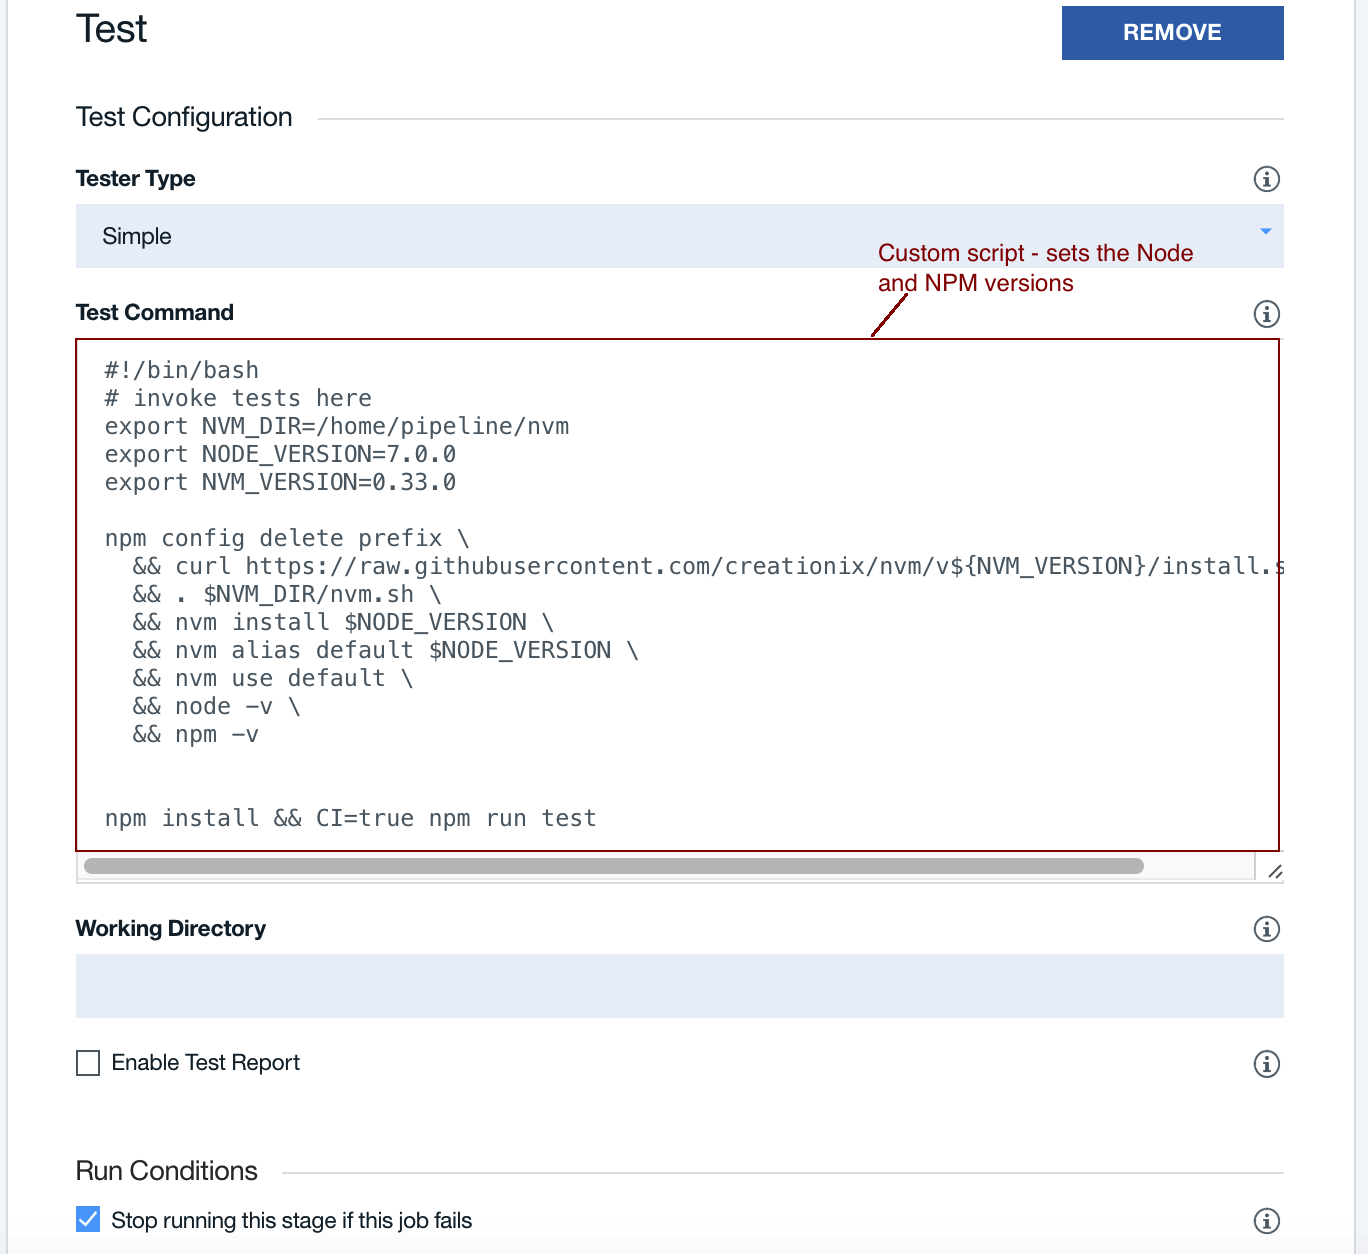 Test
REMOVE
Test Configuration
Tester Type
Simple
Custom script - sets the Node
and NPM versions
Test Command
#!/bin/bash
# invoke tests here
export NVM_DIR=/home/pipeline/nvm
export NODE_VERSION=7.0.0
export NVM_VERSION=0.33.0
npm config delete prefix \
&& curl https://raw.githubusercontent.com/creationix/nvm/v${NVM_VERSION}/install.s
&& . $NVM_DIR/nvm.sh \
&& nvm install $NODE_VERSION \
&& nvm alias default $NODE_VERSION \
&& nvm use default \
&& node -v \
&& npm -v
npm install && CI=true npm run test
Working Directory
Enable Test Report
Run Conditions
Stop running this stage if this job fails